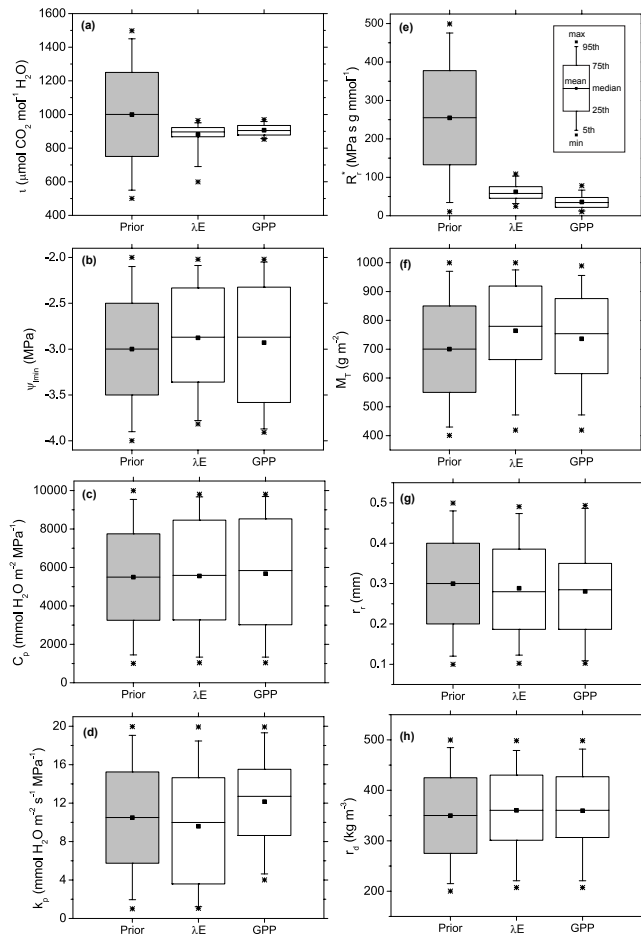 (a)
ι (μmol CO2 mol-1 H2O)
1600
1400
1200
1000
800
600
400
Prior
λE
GPP
(b)
Ψlmin (MPa)
-2.0
-2.5
-3.0
-3.5
-4.0
Prior
λE
GPP
(c)
Cp (mmol H2O m-2 MPa-1)
10000
8000
6000
4000
2000
0
Prior
λE
GPP
(d)
kp (mmol H2O m-2 s-1 MPa-1)
20
16
12
8
4
0
Prior
λE
GPP
(e)
Rr* (MPa s g mmol-1)
500
400
300
200
100
0
max
95th
75th
mean
median
25th
5th
min
Prior
λE
GPP
(f)
MT (g m-2)
1000
900
800
700
600
500
400
Prior
λE
GPP
(g)
rr (mm)
0.5
0.4
0.3
0.2
0.1
Prior
λE
GPP
(h)
rd (kg m-3)
500
400
300
200
Prior
λE
GPP